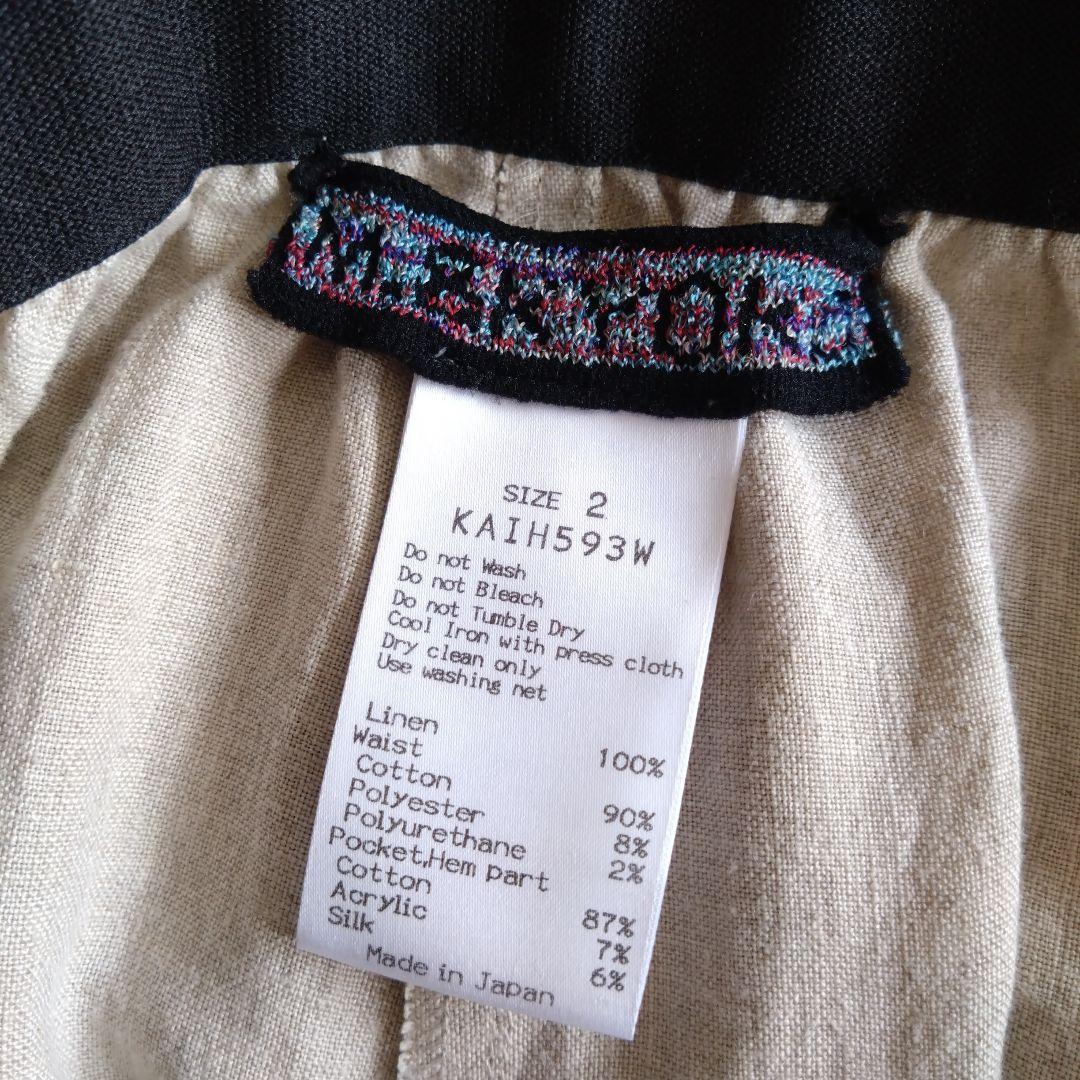 SIZE 2
KAIH593W
Do not Wash
Do not Bleach
Do not Tumble Dry
Cool Iron with press cloth
Dry clean only
Use washing net
Linen 100%
Waist
Cotton 90%
Polyester 8%
Polyurethane 2%
Pocket,Hem part
Cotton 87%
Acrylic 7%
Silk 6%
Made in Japan